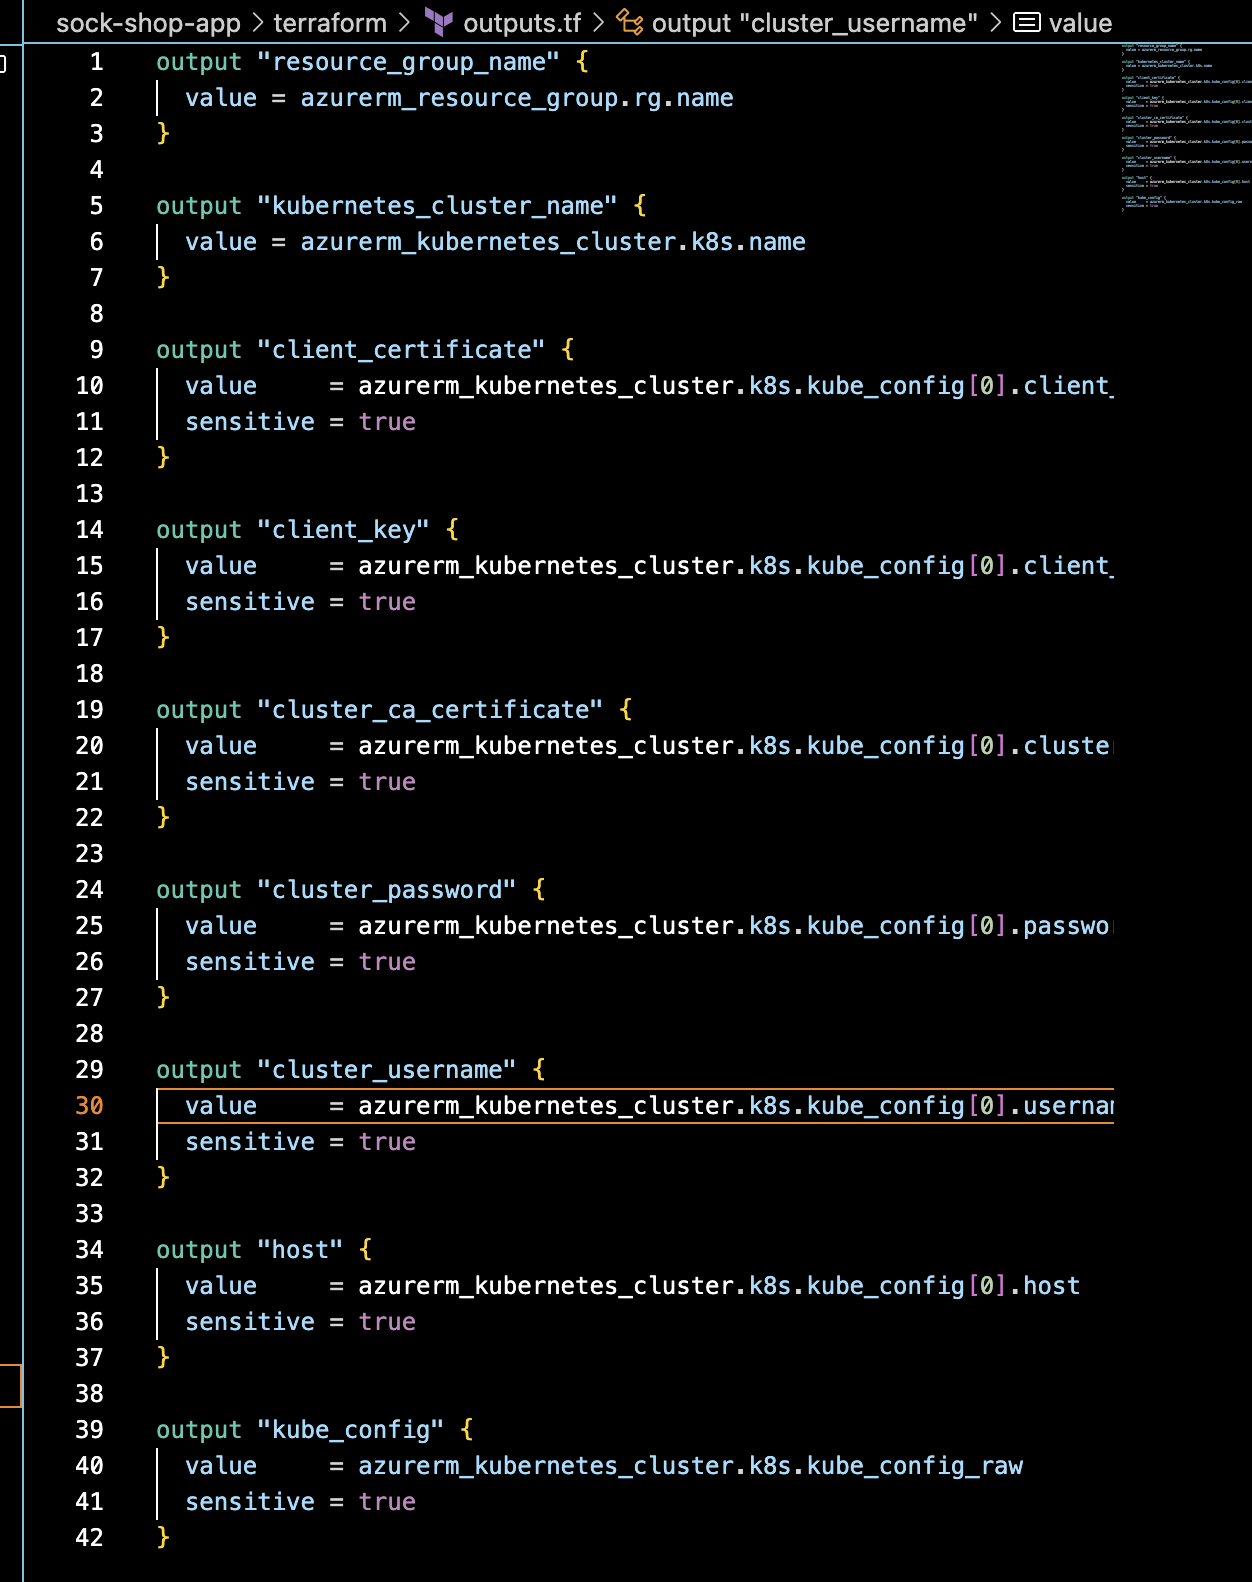 sock-shop-app > terraform > outputs.tf > output "cluster_username" > value
1 output "resource_group_name" {
2 value = azurerm_resource_group.rg.name
3 }
4
5 output "kubernetes_cluster_name" {
6 value = azurerm_kubernetes_cluster.k8s.name
7 }
8
9 output "client_certificate" {
10 value     = azurerm_kubernetes_cluster.k8s.kube_config[0].client_
11 sensitive = true
12 }
13
14 output "client_key" {
15 value     = azurerm_kubernetes_cluster.k8s.kube_config[0].client_
16 sensitive = true
17 }
18
19 output "cluster_ca_certificate" {
20 value     = azurerm_kubernetes_cluster.k8s.kube_config[0].cluste
21 sensitive = true
22 }
23
24 output "cluster_password" {
25 value     = azurerm_kubernetes_cluster.k8s.kube_config[0].passwo
26 sensitive = true
27 }
28
29 output "cluster_username" {
30 value     = azurerm_kubernetes_cluster.k8s.kube_config[0].userna
31 sensitive = true
32 }
33
34 output "host" {
35 value     = azurerm_kubernetes_cluster.k8s.kube_config[0].host
36 sensitive = true
37 }
38
39 output "kube_config" {
40 value     = azurerm_kubernetes_cluster.k8s.kube_config_raw
41 sensitive = true
42 }